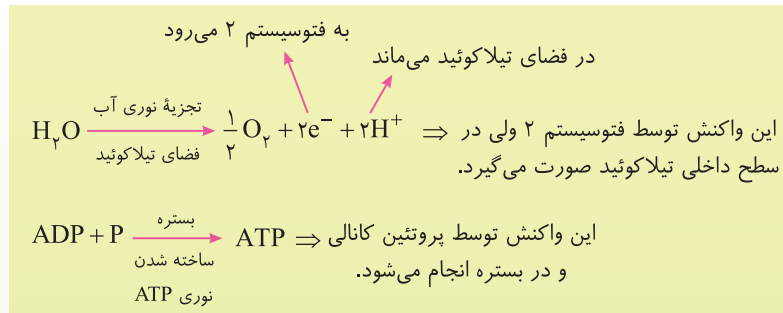 به فتوسیستم ۲ می‌رود
در فضای تیلاکوئید می‌ماند
تجزیهٔ نوری آب
H₂O → ۱/۲ O₂ + ۲e⁻ + ۲H⁺ ⇒ این واکنش توسط فتوسیستم ۲ ولی در
فضای تیلاکوئید
سطح داخلی تیلاکوئید صورت می‌گیرد.
بستره
ADP + P → ATP ⇒ این واکنش توسط پروتئین کانالی
ساخته شدن
و در بستره انجام می‌شود.
نوری ATP